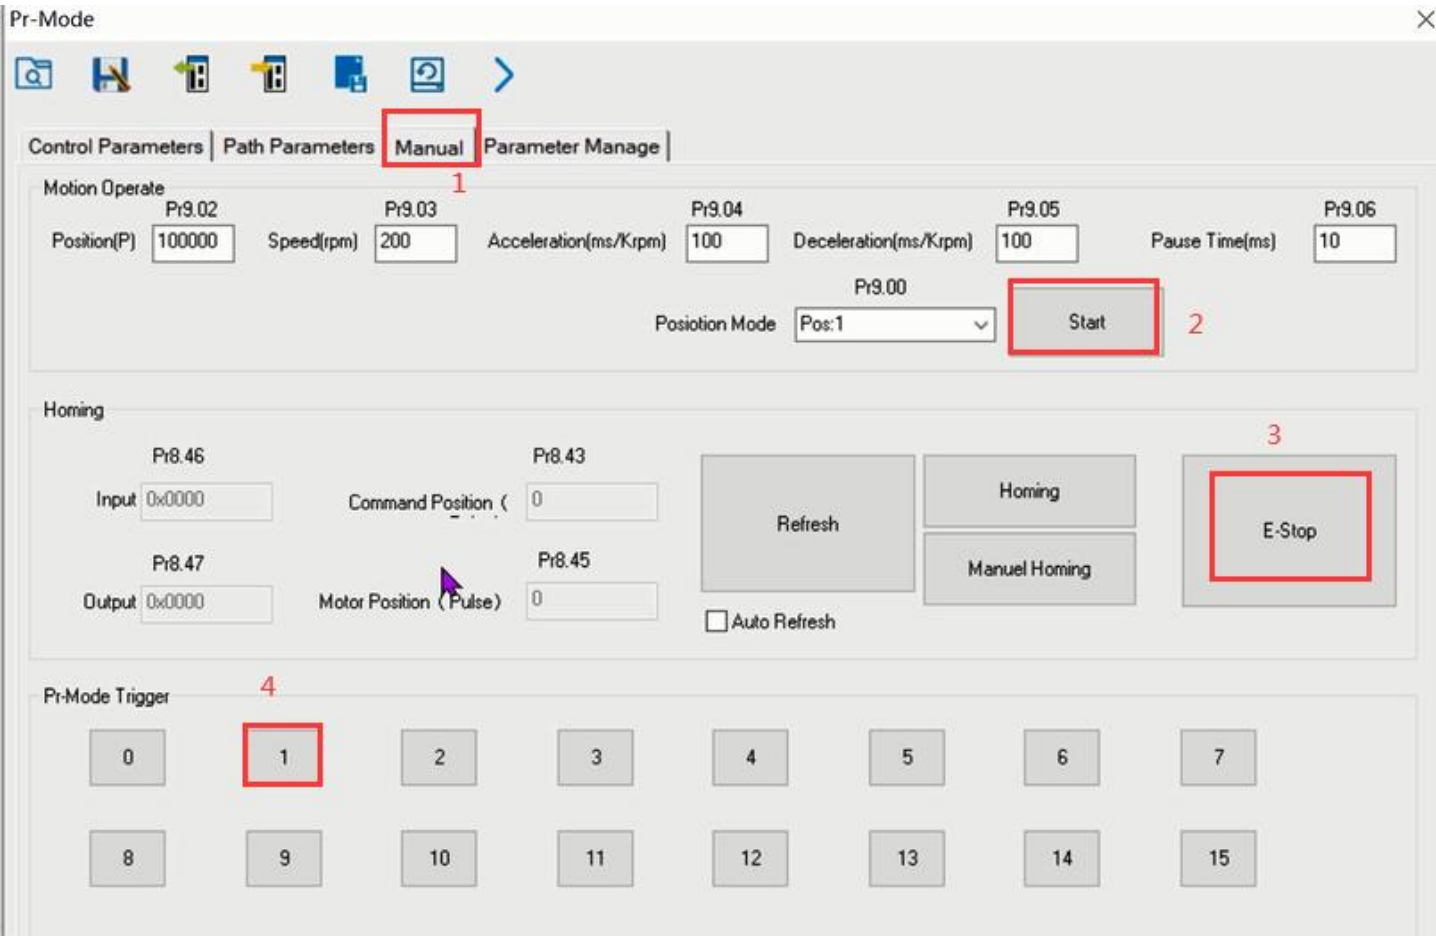 Pr-Mode
Control Parameters Path Parameters Manual Parameter Manage
1
Motion Operate
Pr9.02 Pr9.03 Pr9.04 Pr9.05 Pr9.06
Position(P) 100000 Speed(rpm) 200 Acceleration(ms/Krpm) 100 Deceleration(ms/Krpm) 100 Pause Time(ms) 10
Pr9.00
Posiotion Mode Pos:1 Start 2
Homing
3
Pr8.46 Pr8.43
Input 0x0000 Command Position ( 0
Refresh Homing E-Stop
Pr8.47 Pr8.45
Manuel Homing
Output 0x0000 Motor Position ( Pulse) 0
Auto Refresh
4
Pr-Mode Trigger
0 1 2 3 4 5 6 7
8 9 10 11 12 13 14 15